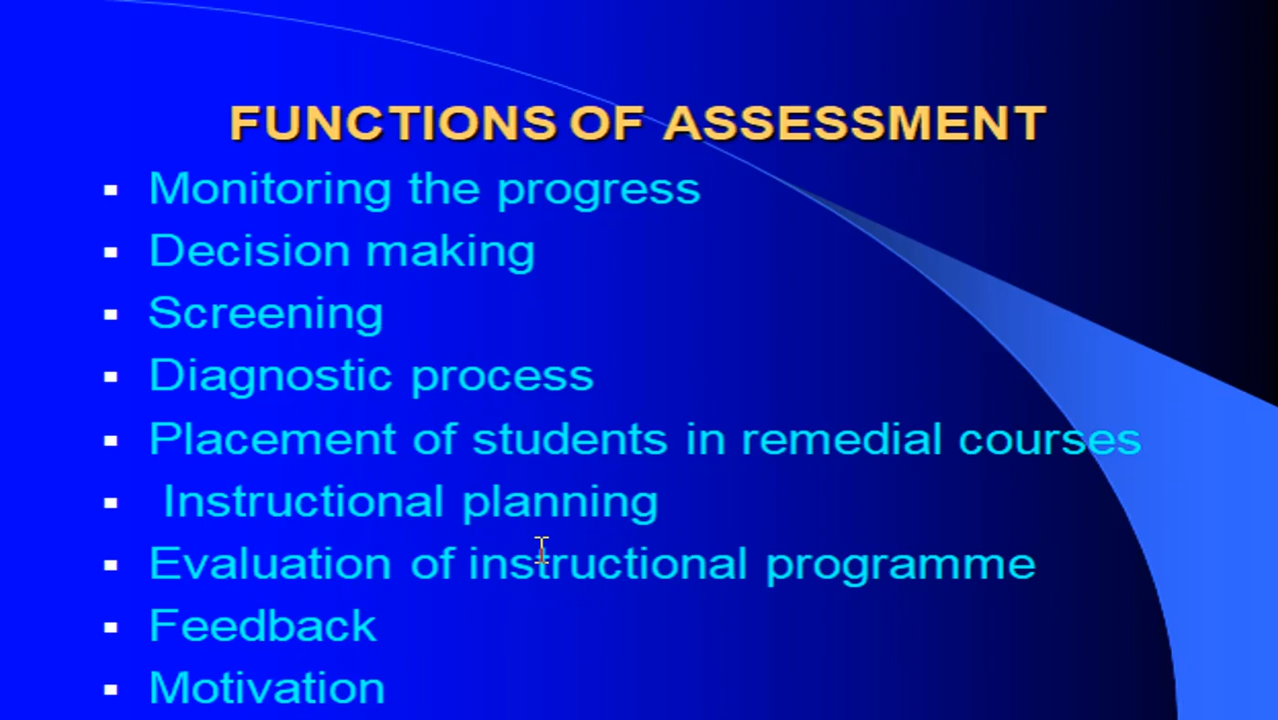 FUNCTIONS OF ASSESSMENT
▪ Monitoring the progress
▪ Decision making
▪ Screening
▪ Diagnostic process
▪ Placement of students in remedial courses
▪ Instructional planning
▪ Evaluation of instructional programme
▪ Feedback
▪ Motivation